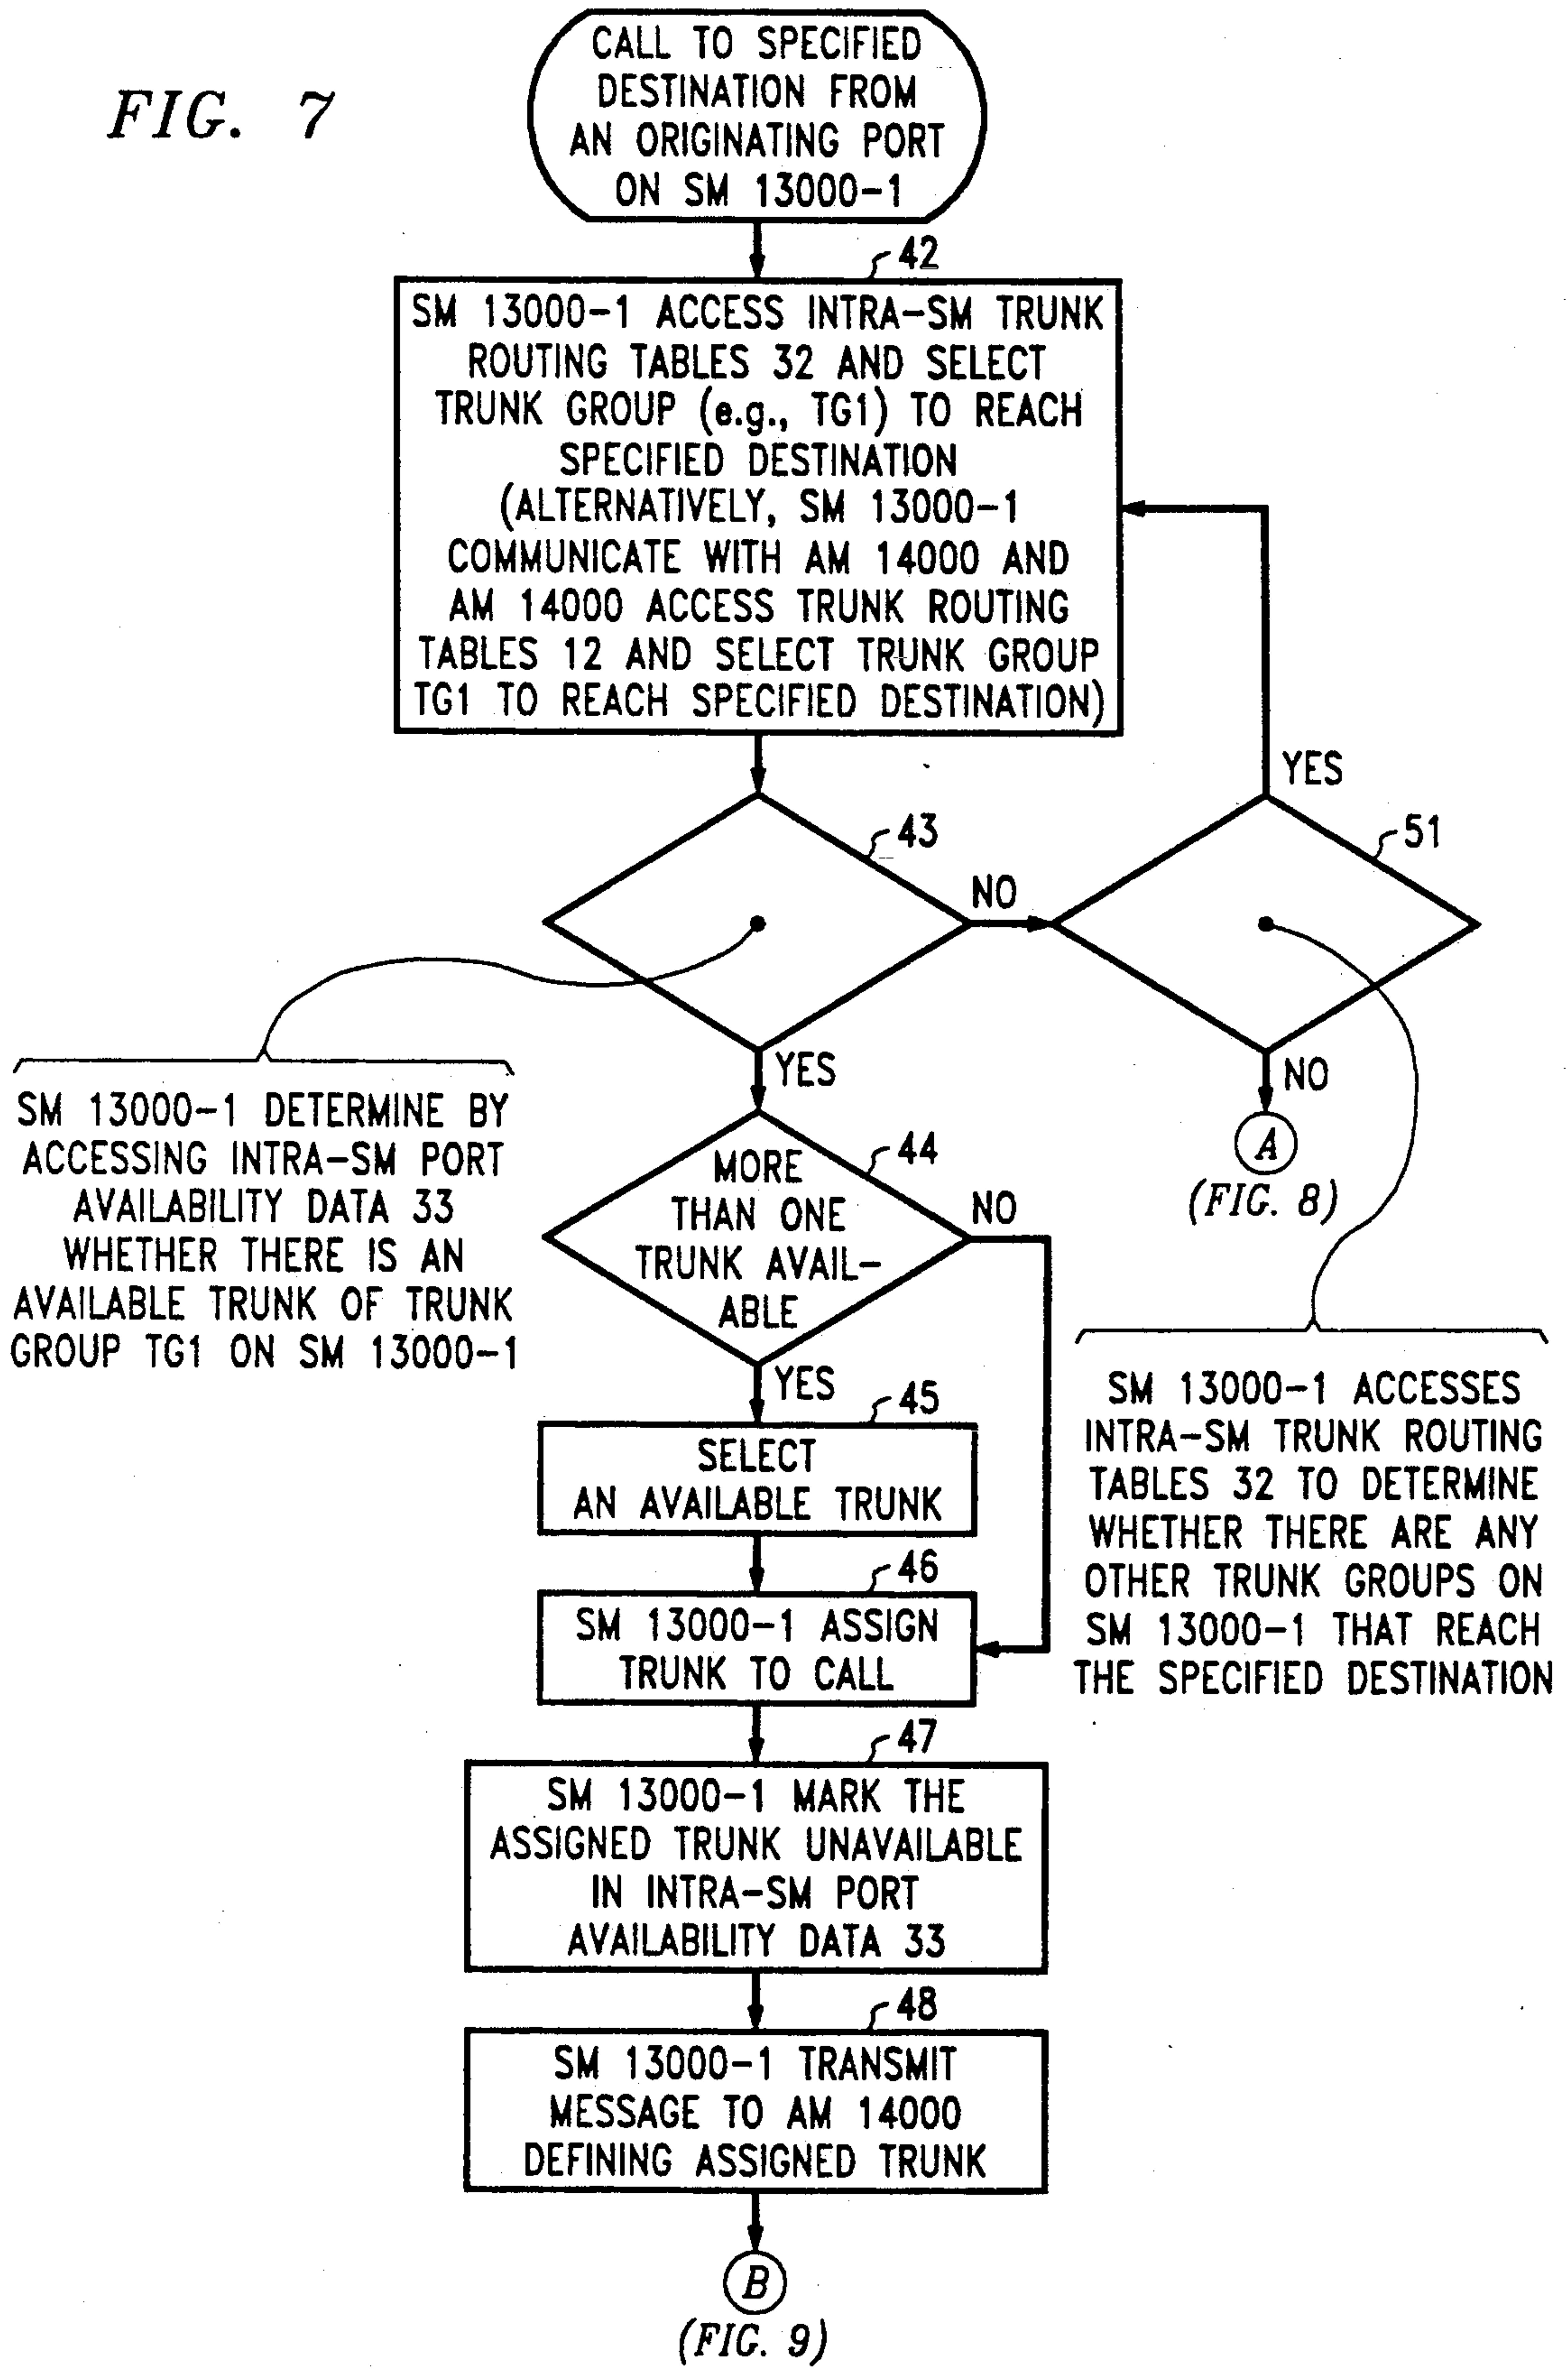 FIG. 7
CALL TO SPECIFIED
DESTINATION FROM
AN ORIGINATING PORT
ON SM 13000-1
42
SM 13000-1 ACCESS INTRA-SM TRUNK
ROUTING TABLES 32 AND SELECT
TRUNK GROUP (e.g., TG1) TO REACH
SPECIFIED DESTINATION
(ALTERNATIVELY, SM 13000-1
COMMUNICATE WITH AM 14000 AND
AM 14000 ACCESS TRUNK ROUTING
TABLES 12 AND SELECT TRUNK GROUP
TG1 TO REACH SPECIFIED DESTINATION)
YES
43
51
NO
YES
NO
SM 13000-1 DETERMINE BY
ACCESSING INTRA-SM PORT
AVAILABILITY DATA 33
WHETHER THERE IS AN
AVAILABLE TRUNK OF TRUNK
GROUP TG1 ON SM 13000-1
A
(FIG. 8)
44
MORE
THAN ONE
TRUNK AVAIL-
ABLE
NO
YES
SM 13000-1 ACCESSES
INTRA-SM TRUNK ROUTING
TABLES 32 TO DETERMINE
WHETHER THERE ARE ANY
OTHER TRUNK GROUPS ON
SM 13000-1 THAT REACH
THE SPECIFIED DESTINATION
45
SELECT
AN AVAILABLE TRUNK
46
SM 13000-1 ASSIGN
TRUNK TO CALL
47
SM 13000-1 MARK THE
ASSIGNED TRUNK UNAVAILABLE
IN INTRA-SM PORT
AVAILABILITY DATA 33
48
SM 13000-1 TRANSMIT
MESSAGE TO AM 14000
DEFINING ASSIGNED TRUNK
B
(FIG. 9)